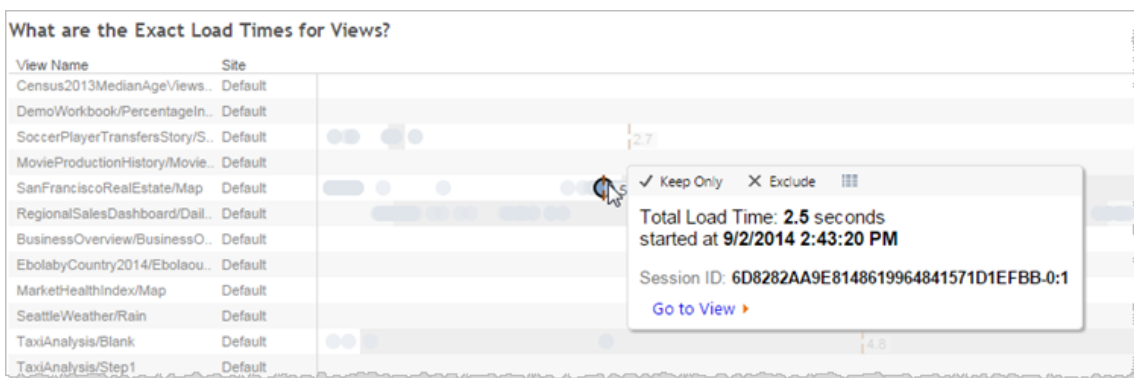 What are the Exact Load Times for Views?
View Name Site
Census2013MedianAgeViews.. Default
DemoWorkbook/PercentageIn.. Default
SoccerPlayerTransfersStory/S.. Default 2.7
MovieProductionHistory/Movie.. Default
SanFranciscoRealEstate/Map Default 5
✓ Keep Only X Exclude
RegionalSalesDashboard/Dail.. Default
Total Load Time: 2.5 seconds
started at 9/2/2014 2:43:20 PM
BusinessOverview/BusinessO.. Default
EbolabyCountry2014/Ebolaou.. Default
Session ID: 6D8282AA9E8148619964841571D1EFBB-0:1
MarketHealthIndex/Map Default
Go to View
SeattleWeather/Rain Default
TaxiAnalysis/Blank Default 4.8
TaxiAnalysis/Step1 Default